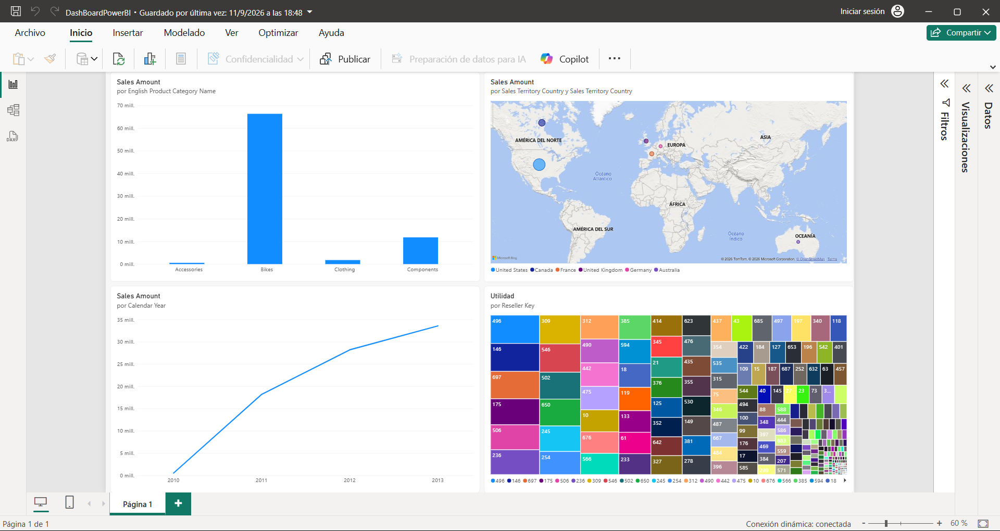 DashBoardPowerBI • Guardado por última vez: 11/9/2026 a las 18:48
Iniciar sesión
Archivo
Inicio
Insertar
Modelado
Ver
Optimizar
Ayuda
Compartir
Confidencialidad
Publicar
Preparación de datos para IA
Copilot
DAX
Sales Amount
por English Product Category Name
70 mill.
60 mill.
50 mill.
40 mill.
30 mill.
20 mill.
10 mill.
0 mill.
Accessories
Bikes
Clothing
Components
Sales Amount
por Sales Territory Country y Sales Territory Country
AMÉRICA DEL NORTE
EUROPA
ASIA
Océano
Atlántico
ÁFRICA
AMÉRICA DEL SUR
Océano
Índico
OCEANÍA
Microsoft Bing
© 2026 TomTom, © 2026 Microsoft Corporation, © OpenStreetMap Terms
United States Canada France United Kingdom Germany Australia
Sales Amount
por Calendar Year
35 mill.
30 mill.
25 mill.
20 mill.
15 mill.
10 mill.
5 mill.
0 mill.
2010
2011
2012
2013
Utilidad
por Reseller Key
496
146
697
175
506
236
309
546
502
650
245
254
312
490
442
475
10
676
566
385
594
18
119
133
61
233
414
345
21
376
125
352
642
327
623
476
435
355
530
149
381
278
437
43
685
497
197
340
118
354
535
315
75
346
487
667
484
396
422
184
127
653
196
542
401
109
15
187
687
252
632
63
457
544
494
100
99
176
17
585
40
145
27
23
73
3...
88
348
397
469
384
588
444
586
559
207
571
496 146 697 175 506 236 309 546 502 650 245 254 312 490 442 475 10 676 566 385 594 18
Filtros
Visualizaciones
Datos
Página 1
Página 1 de 1
Conexión dinámica: conectada
- + 60 %